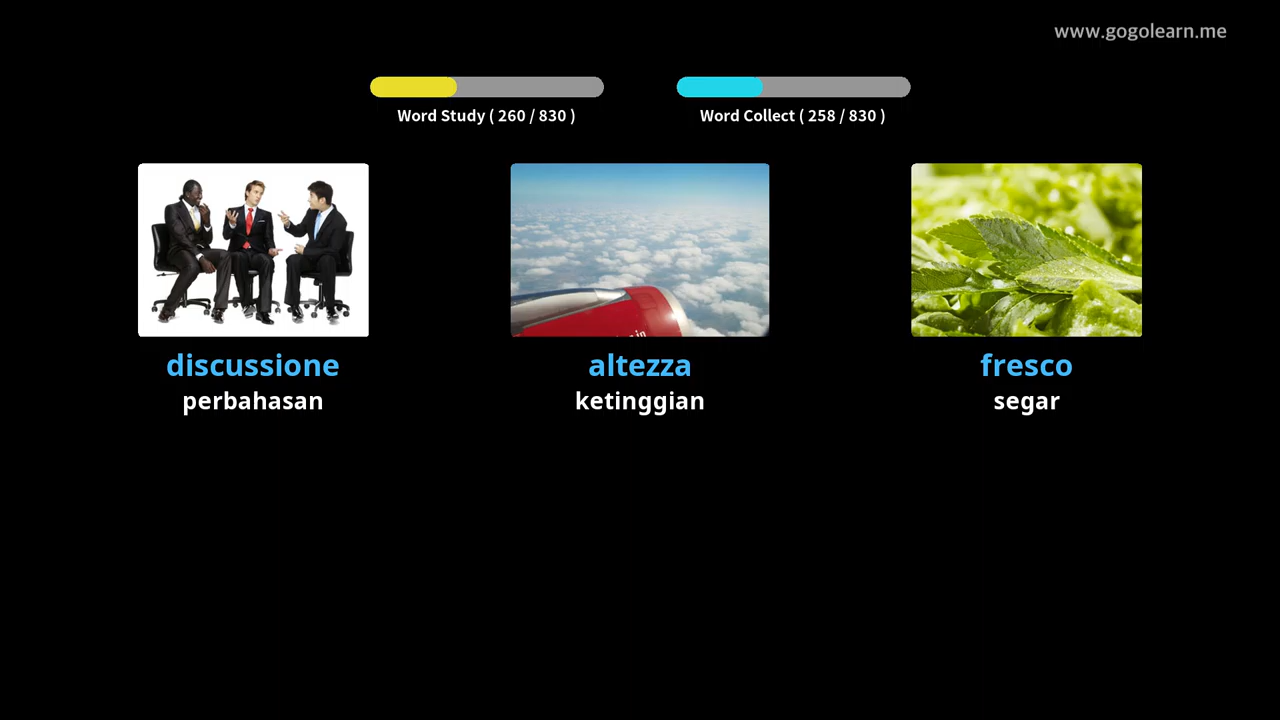 www.gogolearn.me
Word Study ( 260 / 830 )
Word Collect ( 258 / 830 )
discussione
perbahasan
altezza
ketinggian
fresco
segar